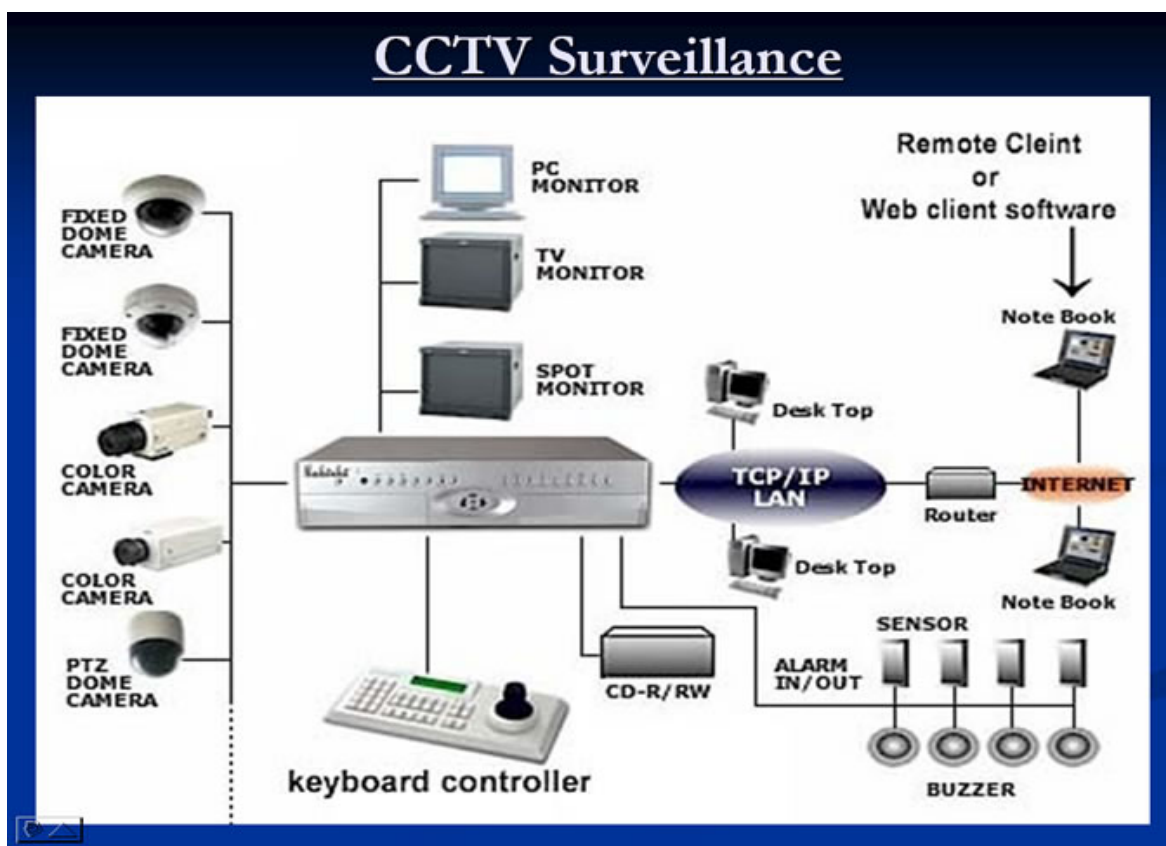 CCTV Surveillance
Remote Cleint
or
Web client software
PC
MONITOR
FIXED
DOME
CAMERA
TV
MONITOR
Note Book
FIXED
DOME
CAMERA
SPOT
MONITOR
Desk Top
COLOR
CAMERA
TCP/IP
LAN
Router
INTERNET
Desk Top
COLOR
CAMERA
Note Book
SENSOR
PTZ
DOME
CAMERA
CD-R/RW
ALARM
IN/OUT
keyboard controller
BUZZER